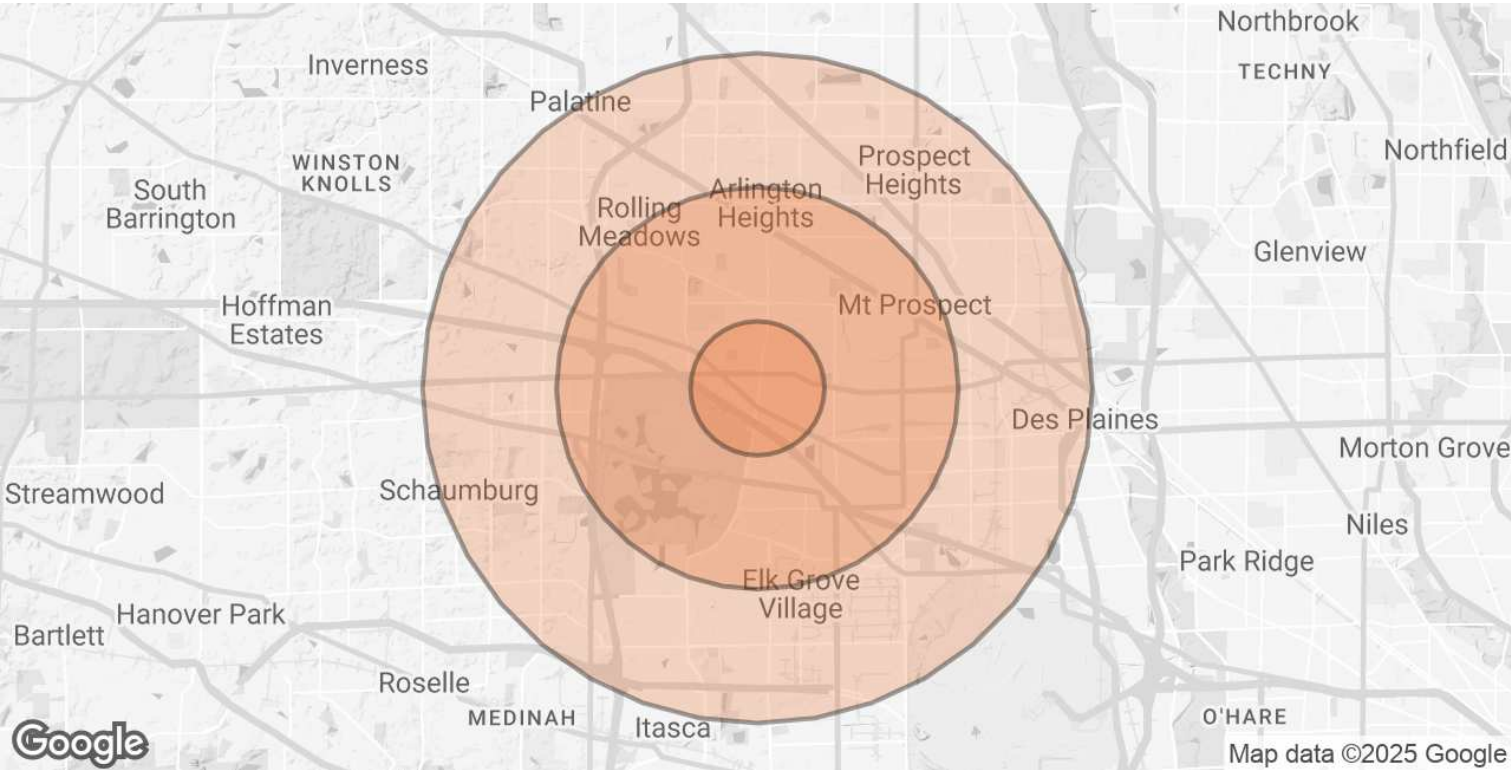 Northbrook
Inverness
TECHNY
Palatine
Northfield
Prospect
Heights
WINSTON
KNOLLS
South
Barrington
Arlington
Heights
Rolling
Meadows
Glenview
Hoffman
Estates
Mt Prospect
Des Plaines
Morton Grove
Streamwood
Schaumburg
Niles
Park Ridge
Elk Grove
Village
Hanover Park
Bartlett
Roselle
MEDINAH
Itasca
O'HARE
Google
Map data ©2025 Google